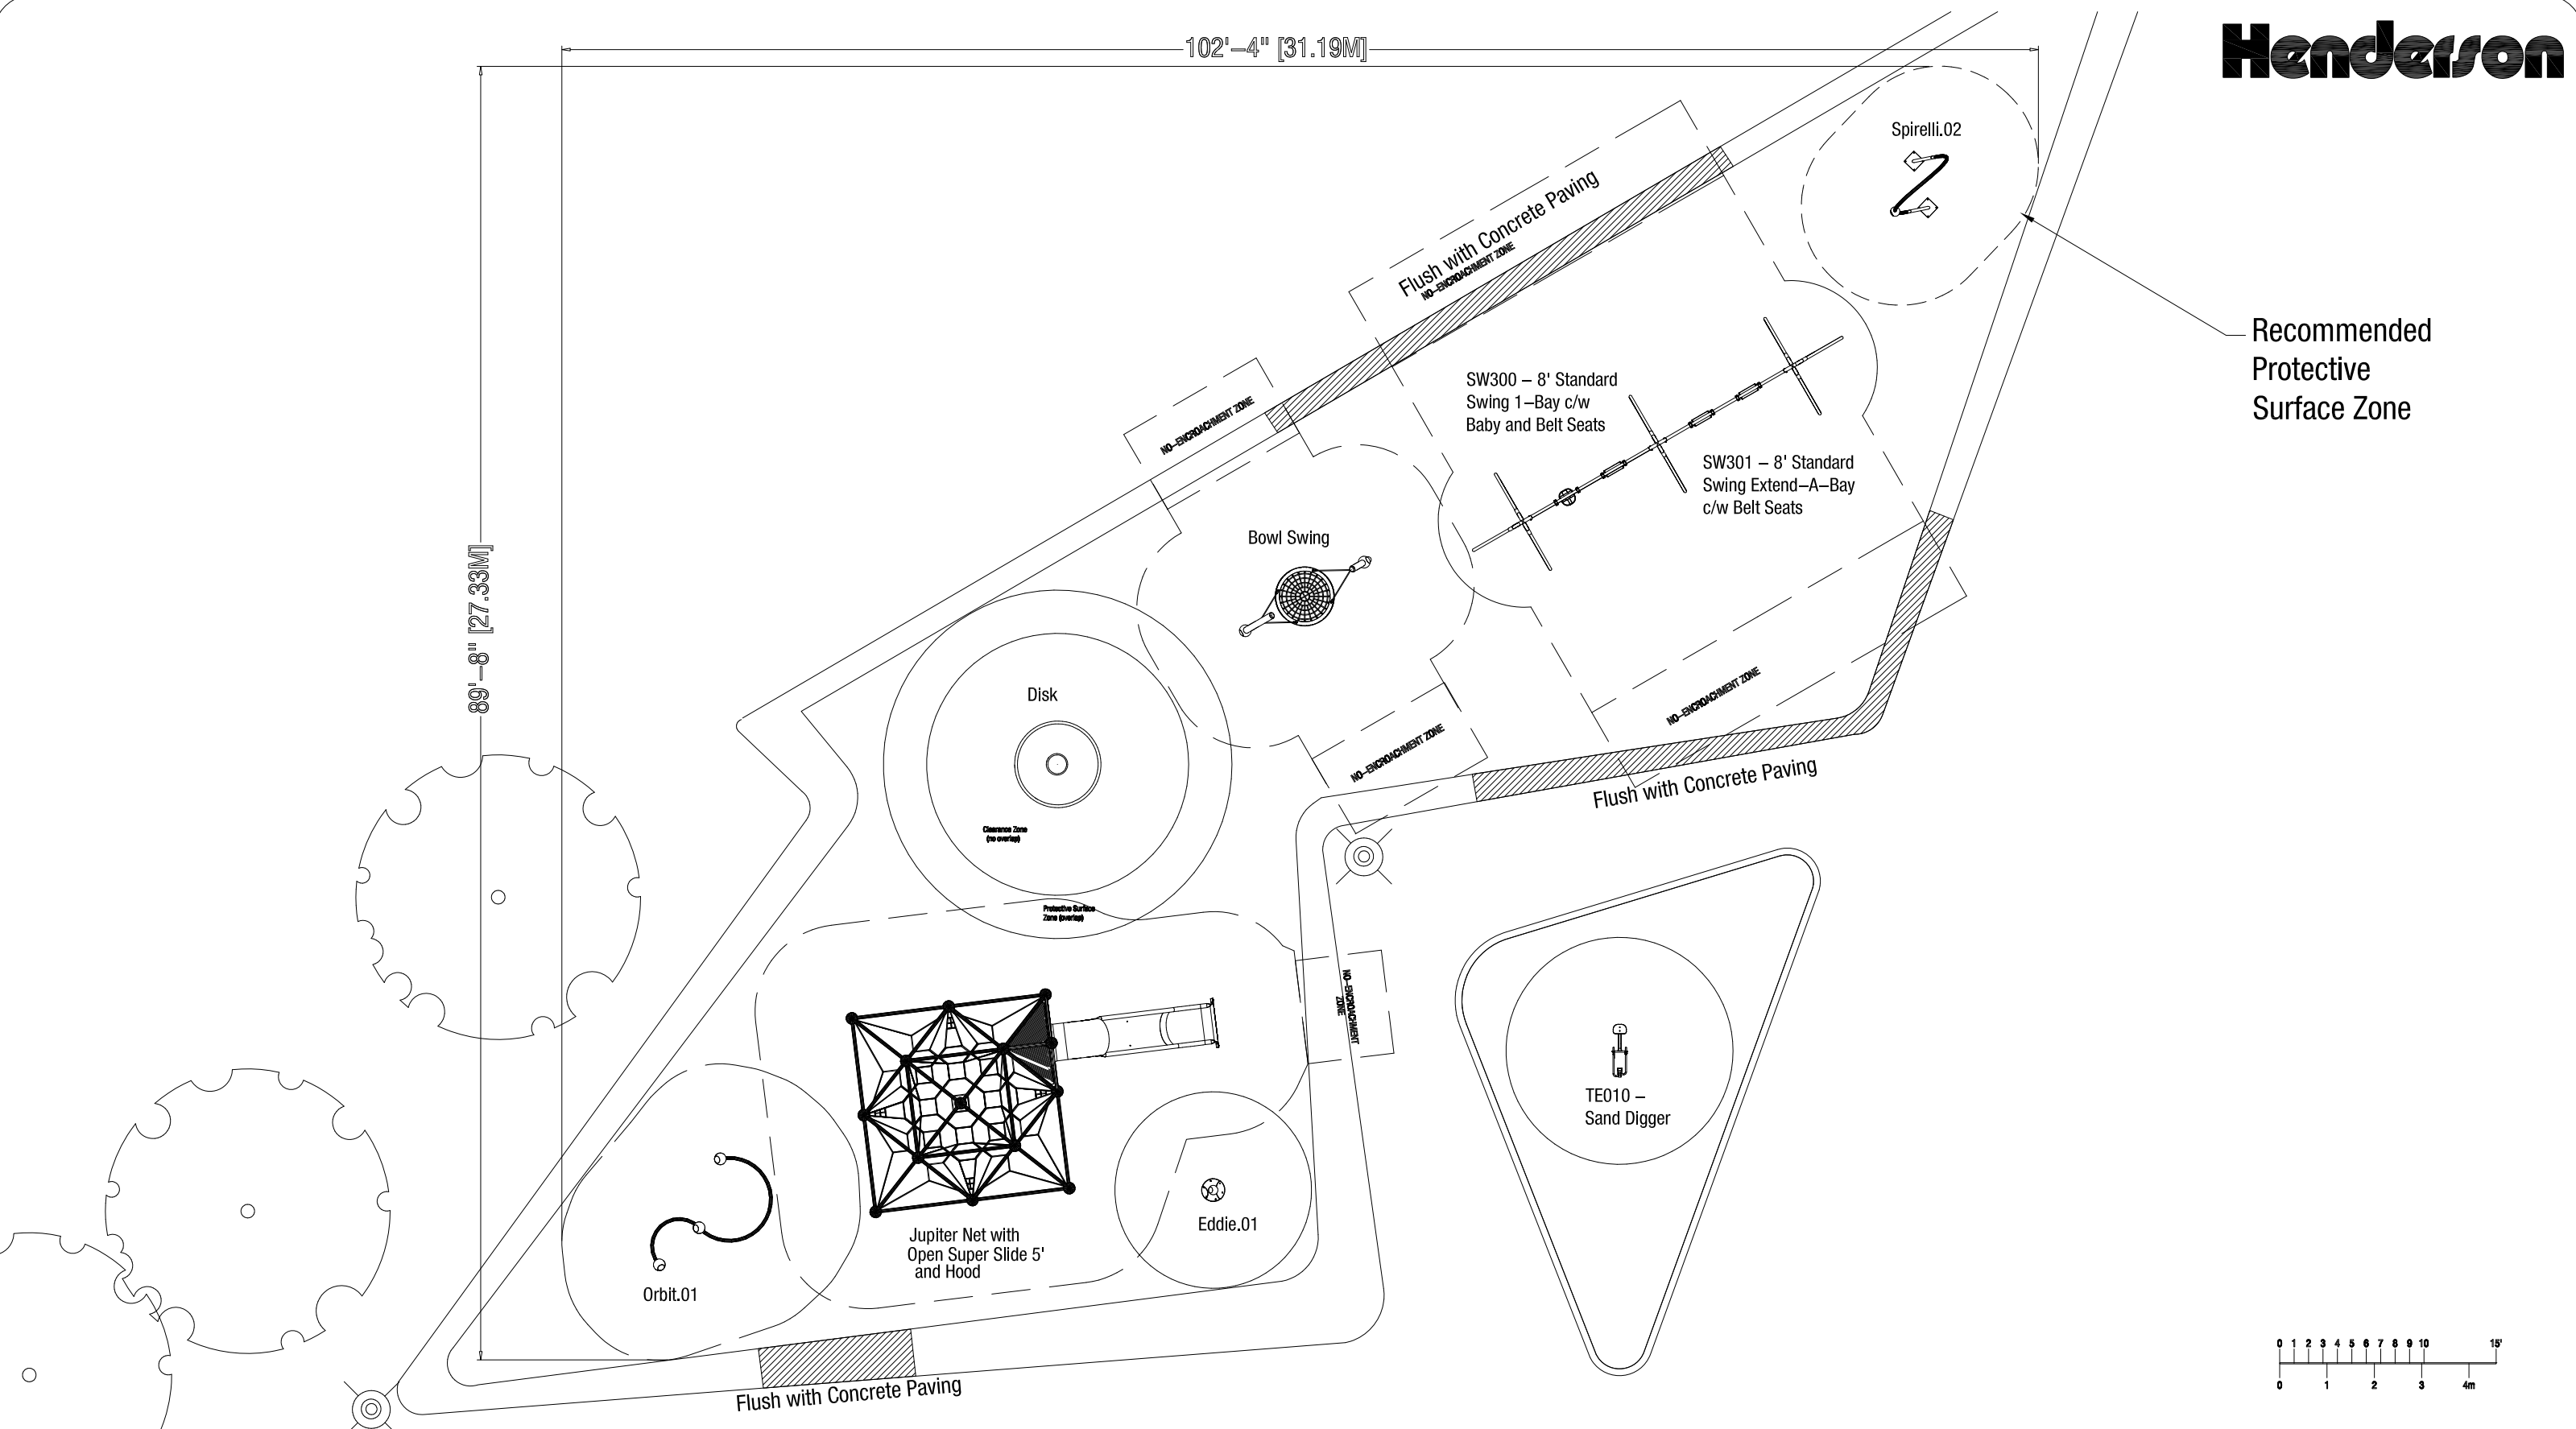 Henderson
102'–4" [31.19M]
Spirelli.02
Flush with Concrete Paving
NO–ENCROACHMENT ZONE
Recommended
Protective
Surface Zone
SW300 – 8' Standard
Swing 1–Bay c/w
Baby and Belt Seats
NO–ENCROACHMENT ZONE
SW301 – 8' Standard
Swing Extend–A–Bay
c/w Belt Seats
Bowl Swing
89'–8" [27.33M]
Disk
NO–ENCROACHMENT ZONE
NO–ENCROACHMENT ZONE
Flush with Concrete Paving
Clearance Zone
(no overlap)
Protective Surface
Zone (overlap)
NO–ENCROACHMENT
ZONE
TE010 –
Sand Digger
Eddie.01
Jupiter Net with
Open Super Slide 5'
and Hood
Orbit.01
Flush with Concrete Paving
0 1 2 3 4 5 6 7 8 9 10 15'
0 1 2 3 4m